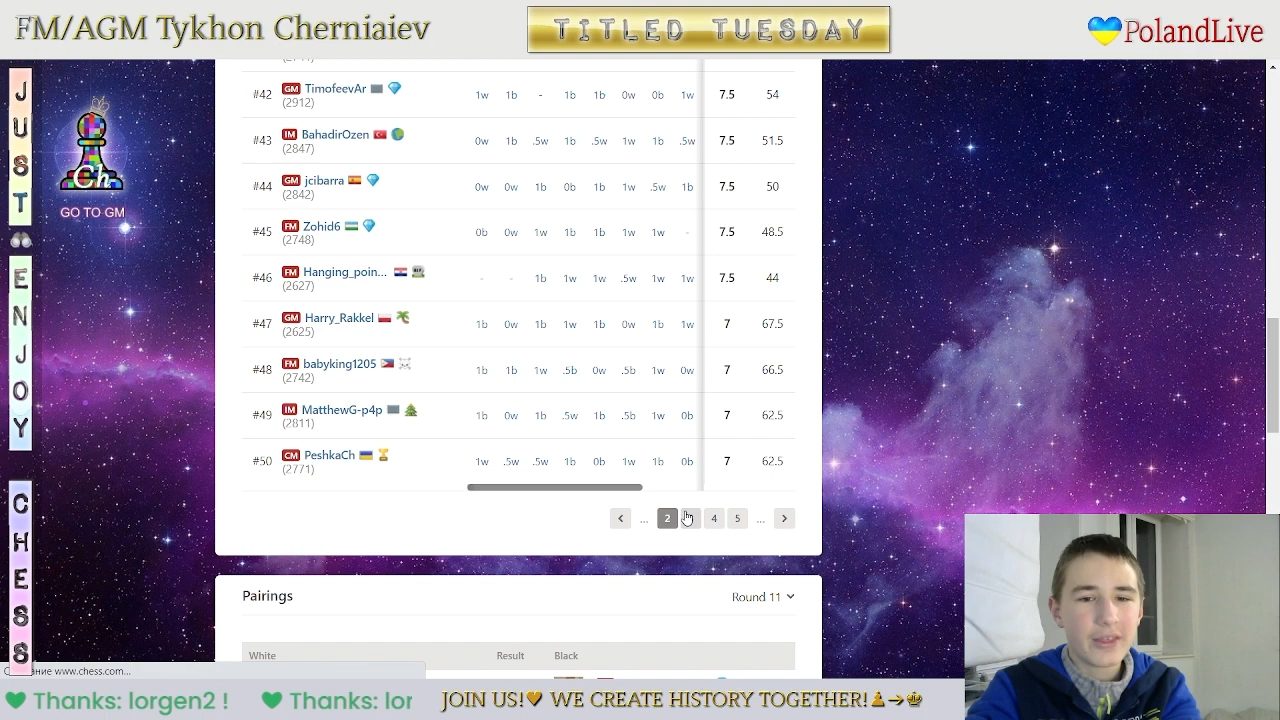 FM/AGM Tykhon Cherniaiev
TITLED TUESDAY
PolandLive
JUST
ENJOY
CHESS
Ch
GO TO GM
#42 GM TimofeevAr 1w 1b - 1b 1b 0w 0b 1w 7.5 54
(2912)
#43 IM BahadirOzen 0w 1b .5w 1b .5w 1w 1b .5w 7.5 51.5
(2847)
#44 GM jcibarra 0w 0w 1b 0b 1b 1w .5w 1b 7.5 50
(2842)
#45 FM Zohid6 0b 0w 1w 1b 1b 1w 1w - 7.5 48.5
(2748)
#46 FM Hanging_poin... - - 1b 1w 1w .5w 1w 1w 7.5 44
(2627)
#47 GM Harry_Rakkel 1b 0w 1b 1w 1b 0w 1b 1w 7 67.5
(2625)
#48 FM babyking1205 1b 1b 1w .5b 0w .5b 1w 0w 7 66.5
(2742)
#49 IM MatthewG-p4p 1b 0w 1b .5w 1b .5b 1w 0b 7 62.5
(2811)
#50 CM PeshkaCh 1w .5w .5w 1b 0b 1w 1b 0b 7 62.5
(2771)
... 2 4 5 ...
Pairings Round 11
White Result Black
www.chess.com...
Thanks: lorgen2 ! Thanks: lor
JOIN US! WE CREATE HISTORY TOGETHER!